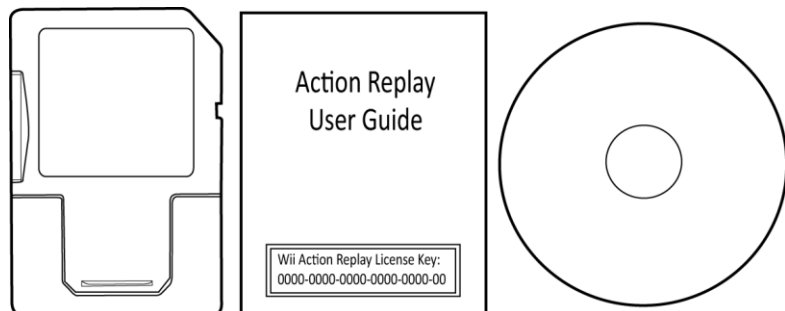 Action Replay
User Guide
Wii Action Replay License Key:
0000-0000-0000-0000-0000-00